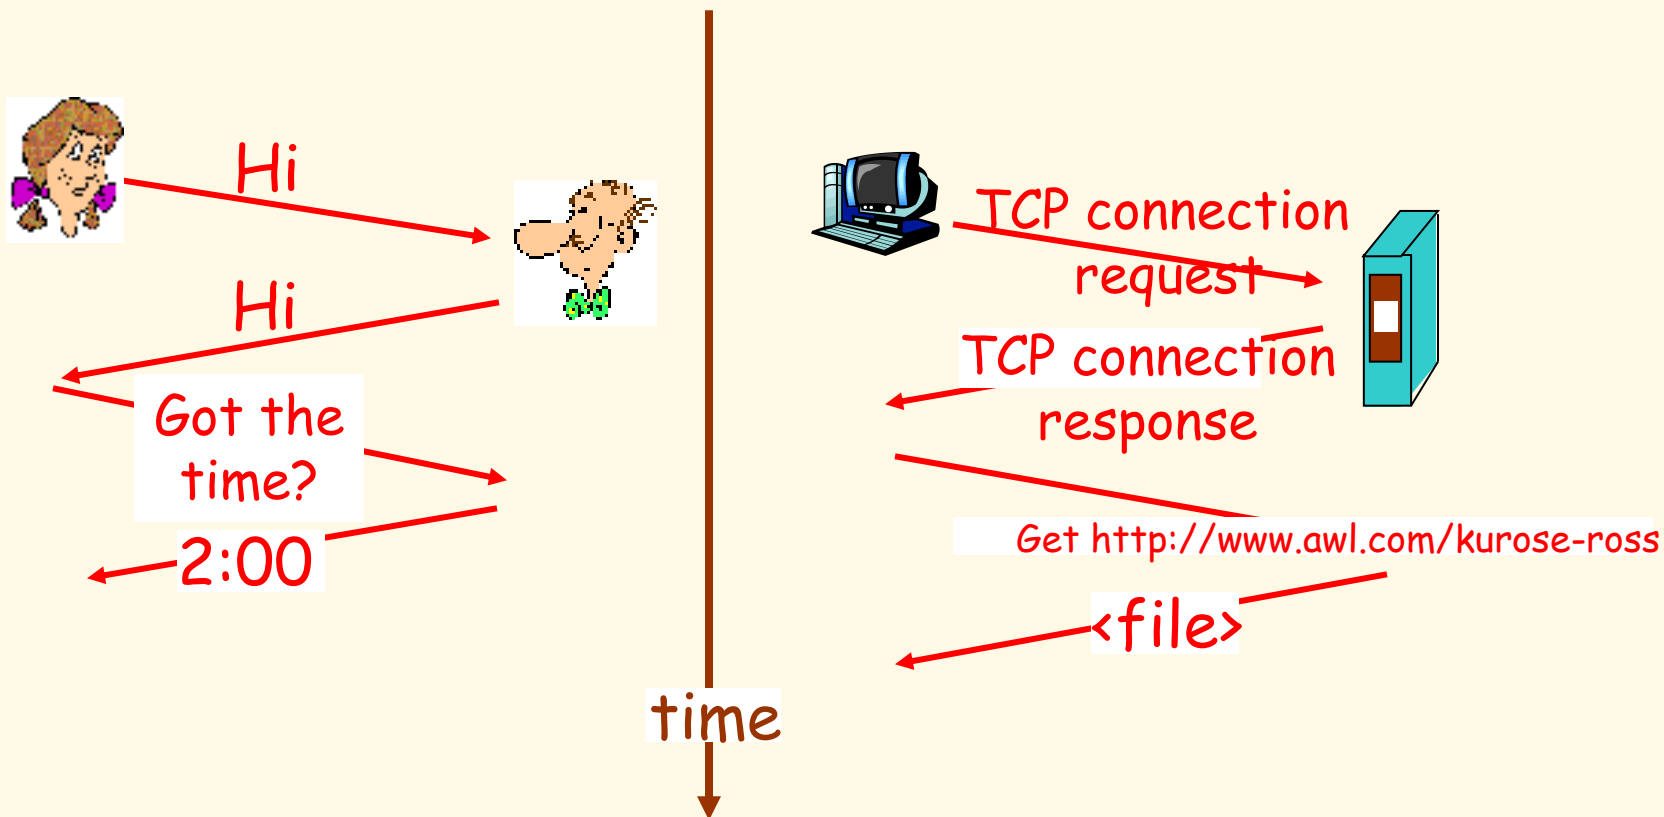 Hi
Hi
Got the
time?
2:00
TCP connection
request
TCP connection
response
Get http://www.awl.com/kurose-ross
<file>
time